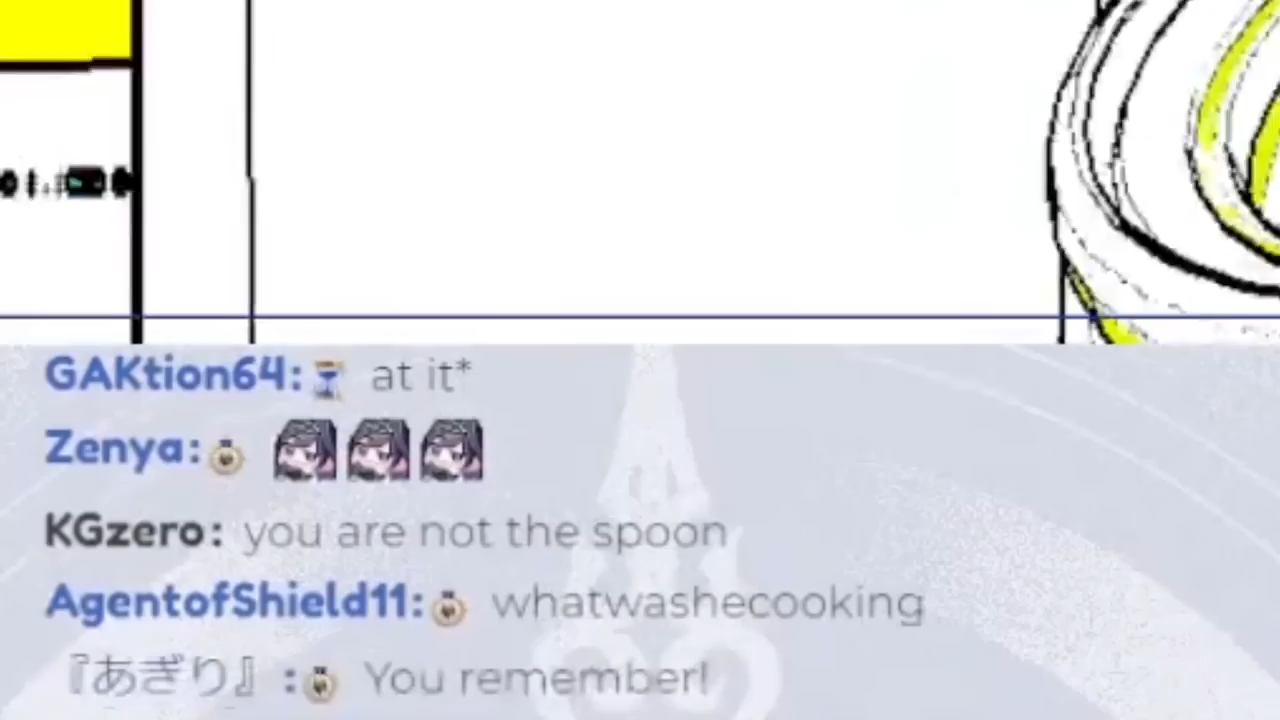 GAKtion64: at it*
Zenya:
KGzero: you are not the spoon
AgentofShield11: whatwashecooking
『あぎり』 : You remember!